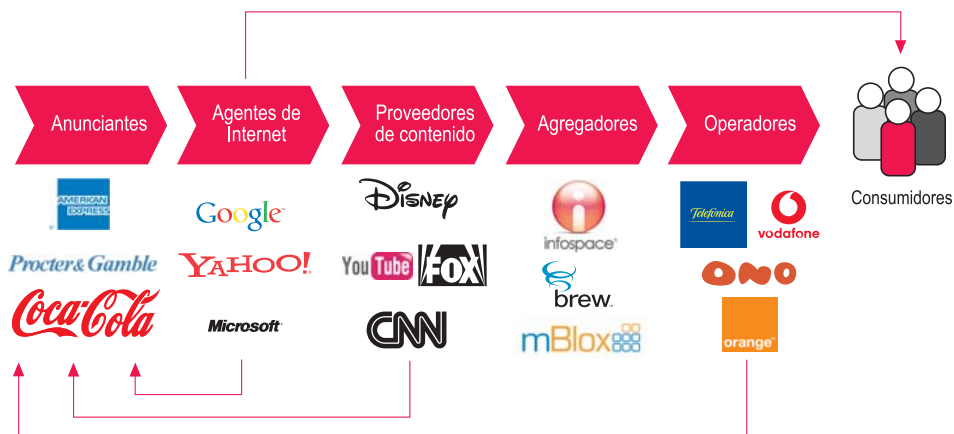 Anunciantes
Agentes de
Internet
Proveedores
de contenido
Agregadores
Operadores
Consumidores
AMERICAN
EXPRESS
Procter & Gamble
Coca-Cola
Google
YAHOO!
Microsoft
DISNEY
YouTube
FOX
CNN
infospace
brew
mBlox
Telefónica
vodafone
ONO
orange